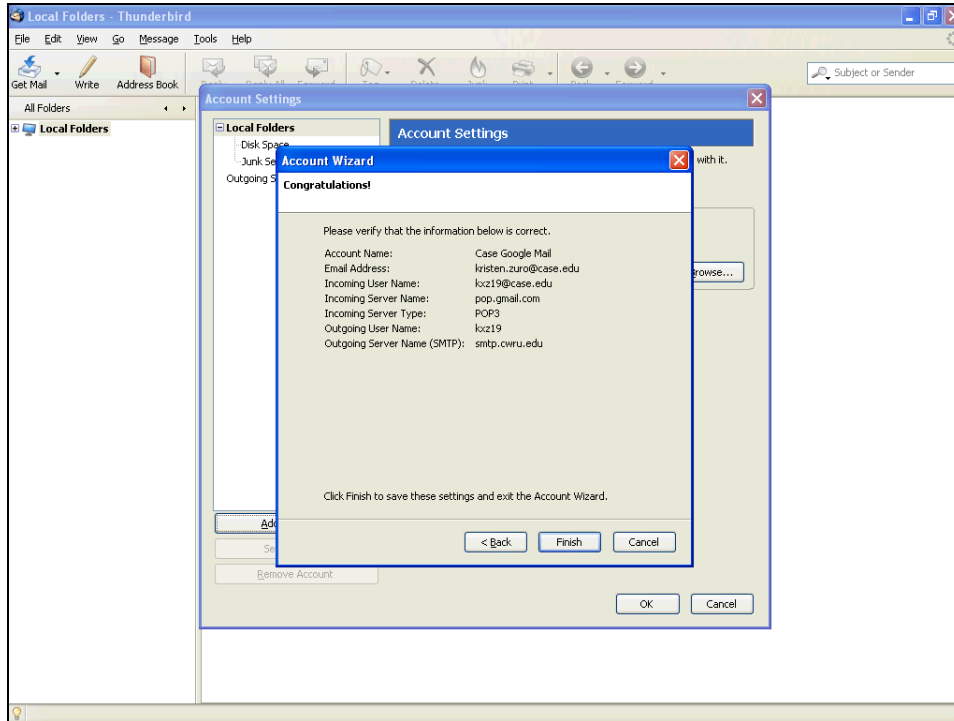 Local Folders - Thunderbird
File Edit View Go Message Tools Help
Get Mail Write Address Book
Subject or Sender
All Folders
Local Folders
Account Settings
Local Folders
Disk Space
Account Settings
Account Wizard
with it.
Congratulations!
Please verify that the information below is correct.
Account Name: Case Google Mail
Email Address: kristen.zuro@case.edu
Incoming User Name: kxz19@case.edu
Incoming Server Name: pop.gmail.com
Incoming Server Type: POP3
Outgoing User Name: kxz19
Outgoing Server Name (SMTP): smtp.cwru.edu
Click Finish to save these settings and exit the Account Wizard.
< Back Finish Cancel
Remove Account
OK Cancel